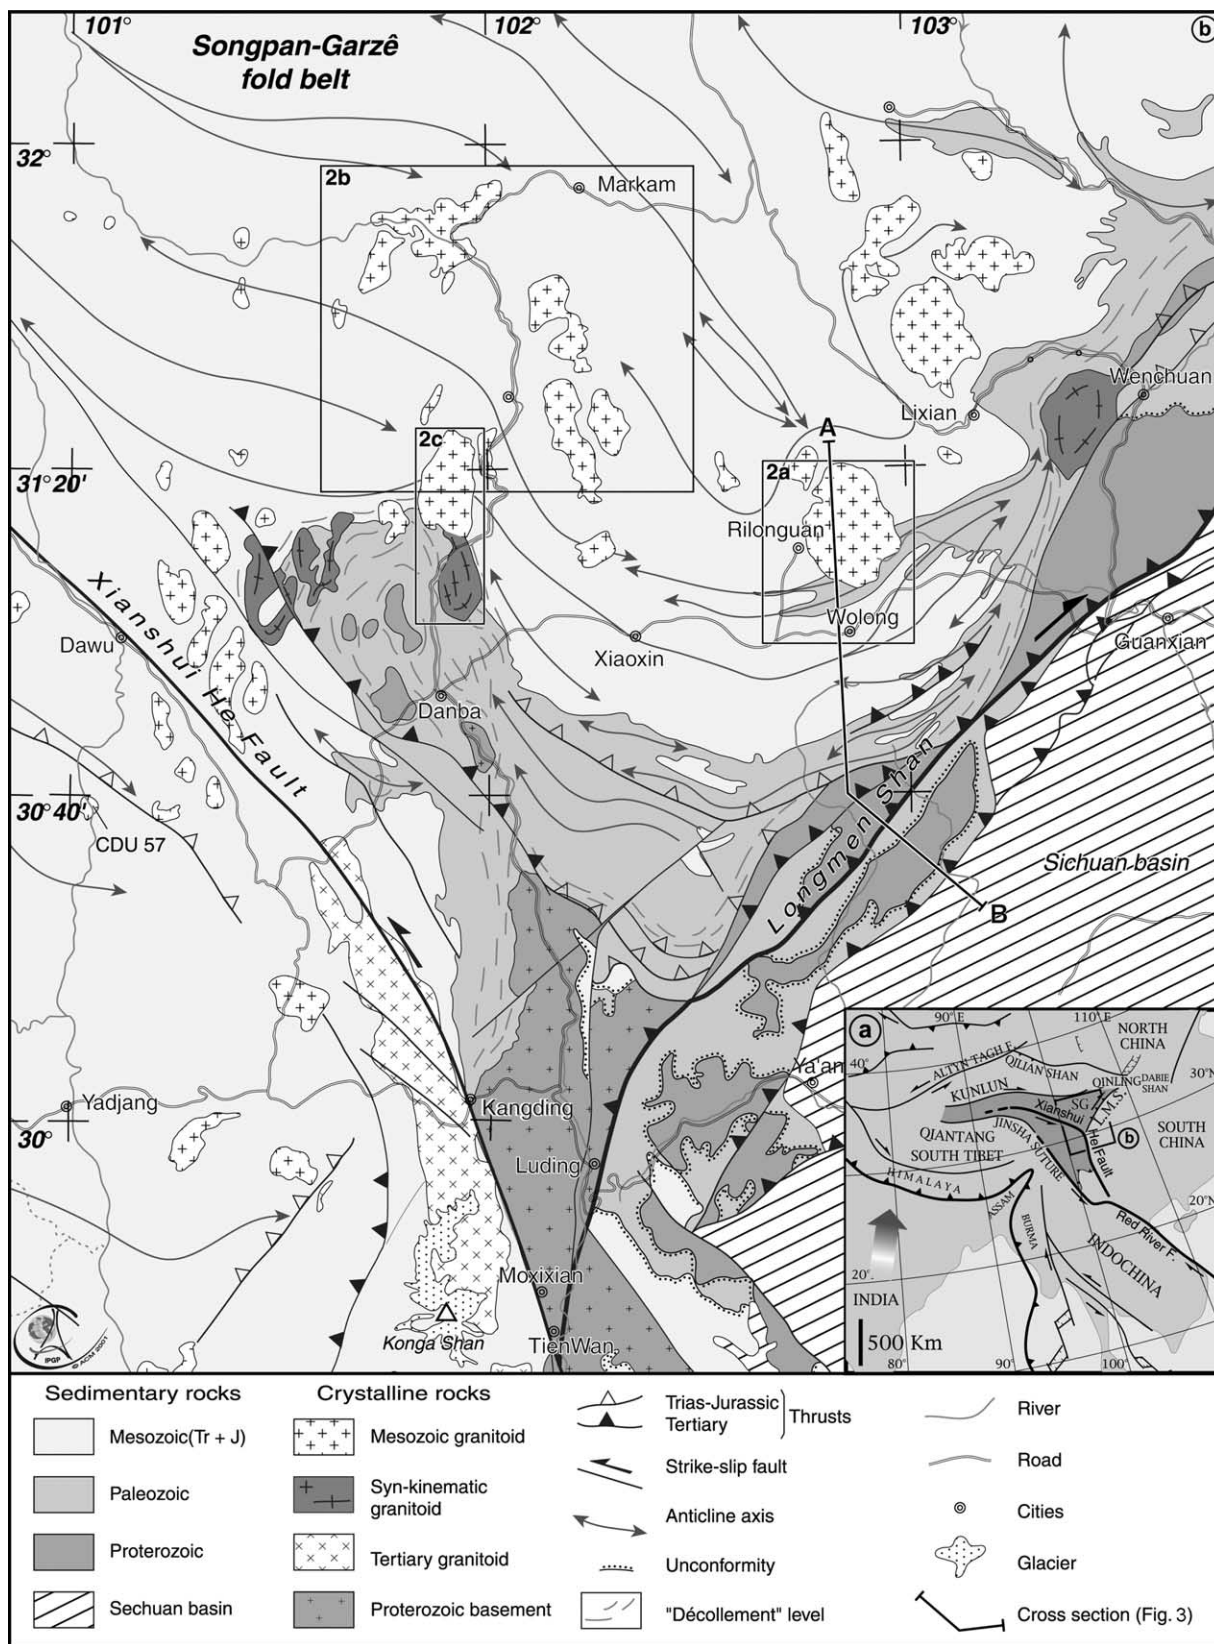 101°
102°
103°
b
Songpan-Garzê
fold belt
32°
2b
Markam
Wenchuan
Lixian
A
2c
2a
31°20'
Rilonguan
Wolong
Guanxian
Xiaoxin
Dawu
Xianshui He Fault
Danba
30°40'
CDU 57
Longmen Shan
Sichuan basin
B
Ya'an
Yadjang
Kangding
30°
Luding
Moxixian
Konga Shan
TienWan
IPGP
© ACM 2001
a
90° E
110° E
NORTH
CHINA
40°
ALTYN TAGH F.
QILIAN SHAN
30°N
KUNLUN
QINLING
DABIE
SHAN
SG
L.M.S.
Xianshui
He Fault
b
SOUTH
CHINA
QIANTANG
SOUTH TIBET
JINSHA SUTURE
HIMALAYA
ASSAM
BURMA
20°N
Red River F.
INDOCHINA
20°
INDIA
500 Km
80°
90°
100°
Sedimentary rocks
Mesozoic(Tr + J)
Paleozoic
Proterozoic
Sechuan basin
Crystalline rocks
Mesozoic granitoid
Syn-kinematic
granitoid
Tertiary granitoid
Proterozoic basement
Trias-Jurassic
Tertiary
Thrusts
Strike-slip fault
Anticline axis
Unconformity
"Décollement" level
River
Road
Cities
Glacier
Cross section (Fig. 3)